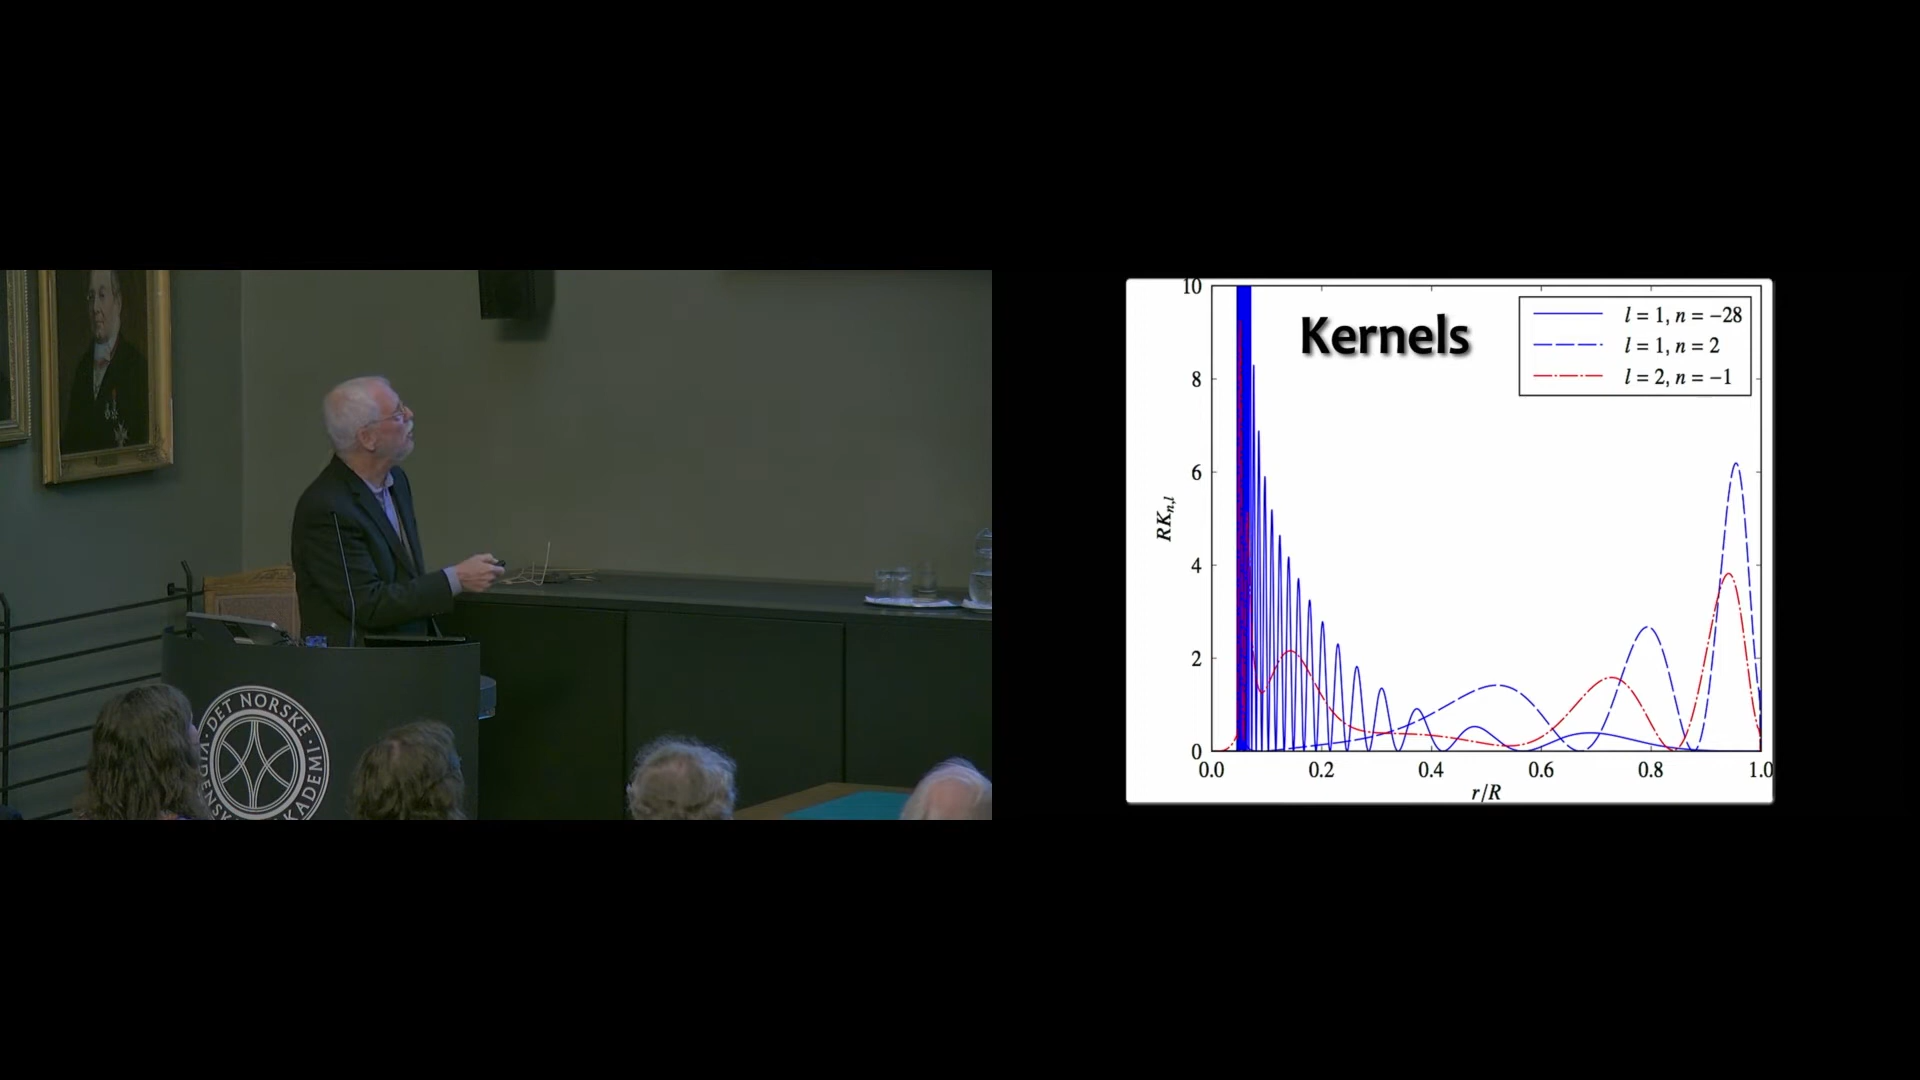 DET NORSKE
VIDENSK
AKADEMI
Kernels
l = 1, n = −28
l = 1, n = 2
l = 2, n = −1
10
8
6
4
2
0
RKn,l
0.0 0.2 0.4 0.6 0.8 1.0
r/R